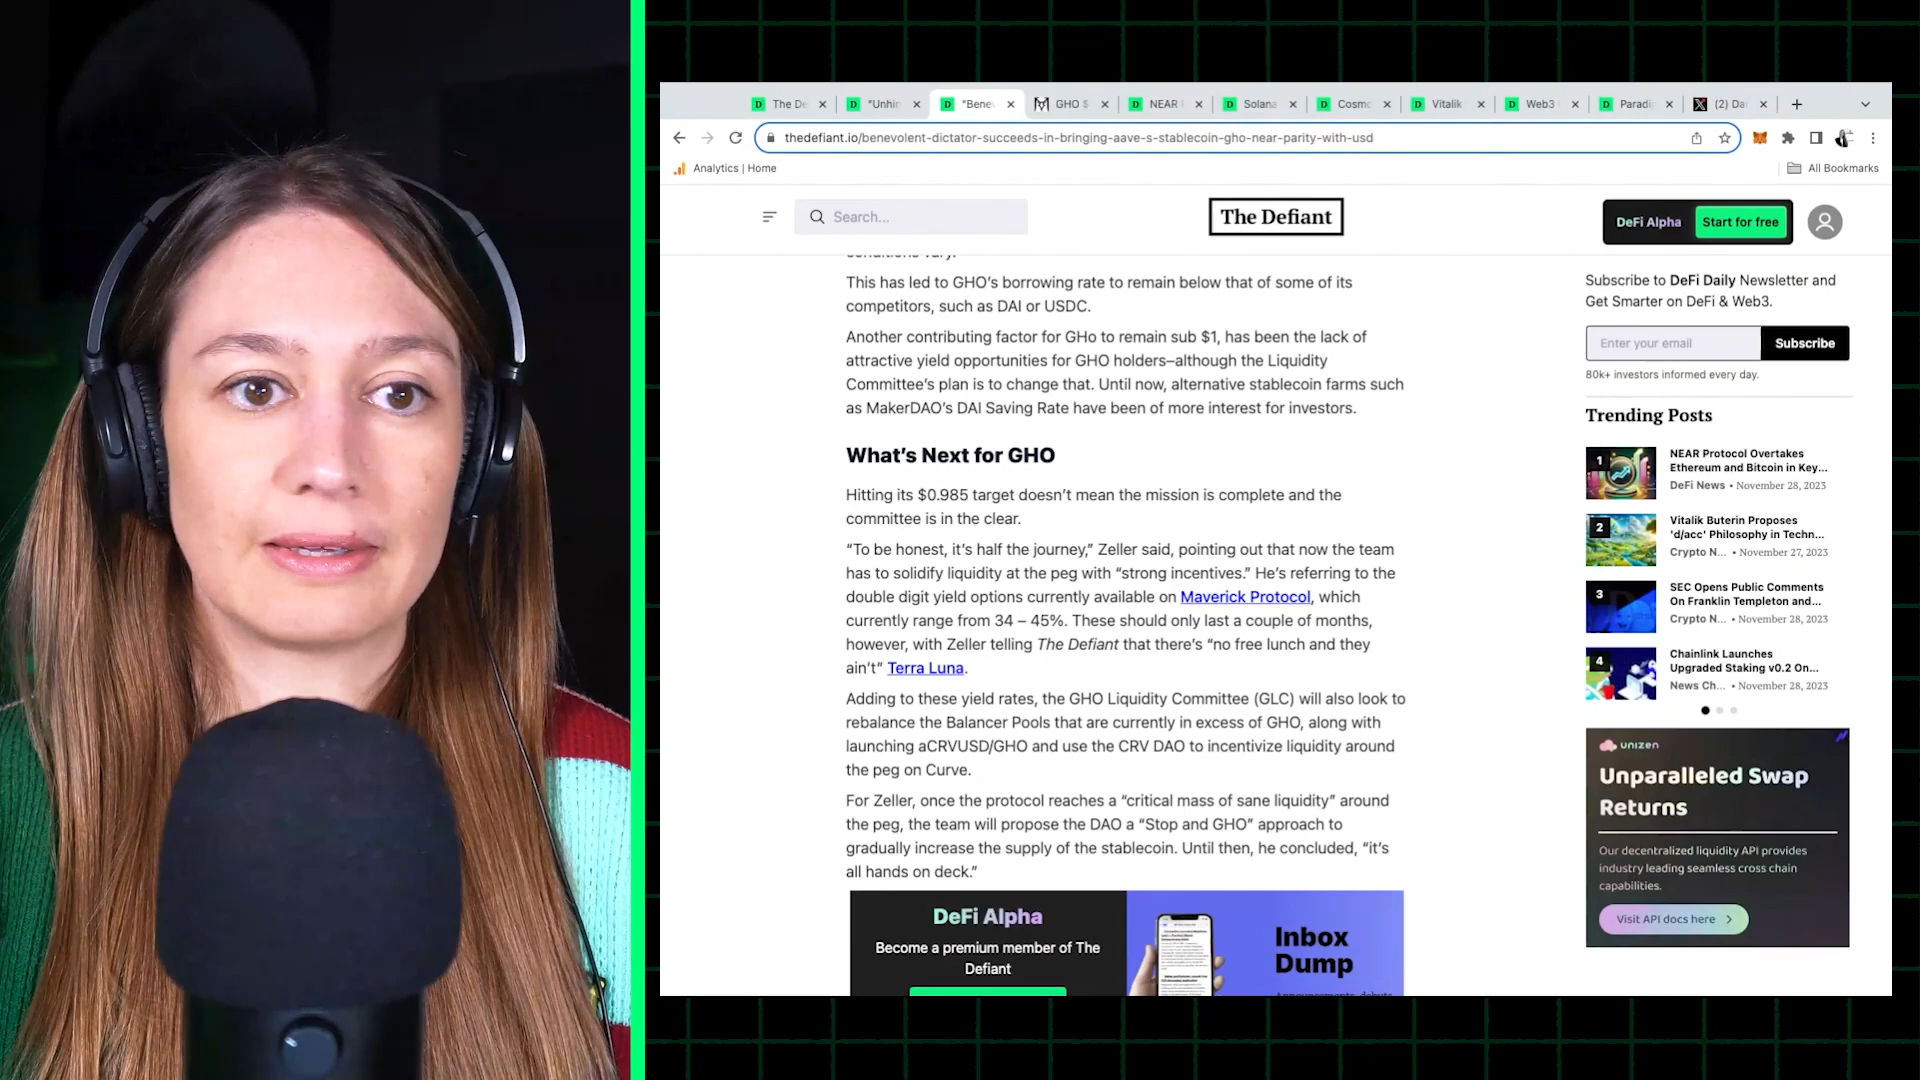 The De
"Unhin
"Benev
GHO $
NEAR
Solana
Cosmo
Vitalik
Web3
Paradi
(2) Da
thedefiant.io/benevolent-dictator-succeeds-in-bringing-aave-s-stablecoin-gho-near-parity-with-usd
Analytics | Home
All Bookmarks
Search...
The Defiant
DeFi Alpha
Start for free
conditions vary.
This has led to GHO’s borrowing rate to remain below that of some of its
competitors, such as DAI or USDC.
Another contributing factor for GHo to remain sub $1, has been the lack of
attractive yield opportunities for GHO holders–although the Liquidity
Committee’s plan is to change that. Until now, alternative stablecoin farms such
as MakerDAO’s DAI Saving Rate have been of more interest for investors.
What’s Next for GHO
Hitting its $0.985 target doesn’t mean the mission is complete and the
committee is in the clear.
“To be honest, it’s half the journey,” Zeller said, pointing out that now the team
has to solidify liquidity at the peg with “strong incentives.” He’s referring to the
double digit yield options currently available on Maverick Protocol, which
currently range from 34 – 45%. These should only last a couple of months,
however, with Zeller telling The Defiant that there’s “no free lunch and they
ain’t” Terra Luna.
Adding to these yield rates, the GHO Liquidity Committee (GLC) will also look to
rebalance the Balancer Pools that are currently in excess of GHO, along with
launching aCRVUSD/GHO and use the CRV DAO to incentivize liquidity around
the peg on Curve.
For Zeller, once the protocol reaches a “critical mass of sane liquidity” around
the peg, the team will propose the DAO a “Stop and GHO” approach to
gradually increase the supply of the stablecoin. Until then, he concluded, “it’s
all hands on deck.”
DeFi Alpha
Become a premium member of The
Defiant
Inbox
Dump
Subscribe to DeFi Daily Newsletter and
Get Smarter on DeFi & Web3.
Enter your email
Subscribe
80k+ investors informed every day.
Trending Posts
1
NEAR Protocol Overtakes
Ethereum and Bitcoin in Key...
DeFi News • November 28, 2023
2
Vitalik Buterin Proposes
'd/acc' Philosophy in Techn...
Crypto N... • November 27, 2023
3
SEC Opens Public Comments
On Franklin Templeton and...
Crypto N... • November 28, 2023
4
Chainlink Launches
Upgraded Staking v0.2 On...
News Ch... • November 28, 2023
UNIZEN
Unparalleled Swap
Returns
Our decentralized liquidity API provides
industry leading seamless cross chain
capabilities.
Visit API docs here